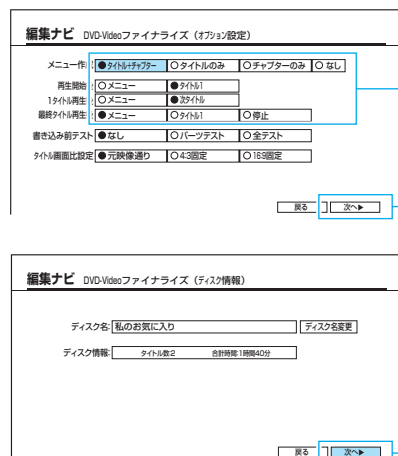 編集ナビ DVD-Videoファイナライズ（オプション設定）
メニュー作 ●タイトル+チャプター ○タイトルのみ ○チャプターのみ ○なし
再生開始 ○メニュー ●タイトル1
1タイトル再生 ○メニュー ●次タイトル
最終タイトル再生 ●メニュー ○タイトル1 ○停止
書き込み前テスト ●なし ○パーツテスト ○全テスト
タイトル画面比設定 ●元映像通り ○4:3固定 ○16:9固定
戻る 次へ▶
編集ナビ DVD-Videoファイナライズ（ディスク情報）
ディスク名: 私のお気に入り ディスク名変更
ディスク情報: タイトル数:2 合計時間:1時間40分
戻る 次へ▶